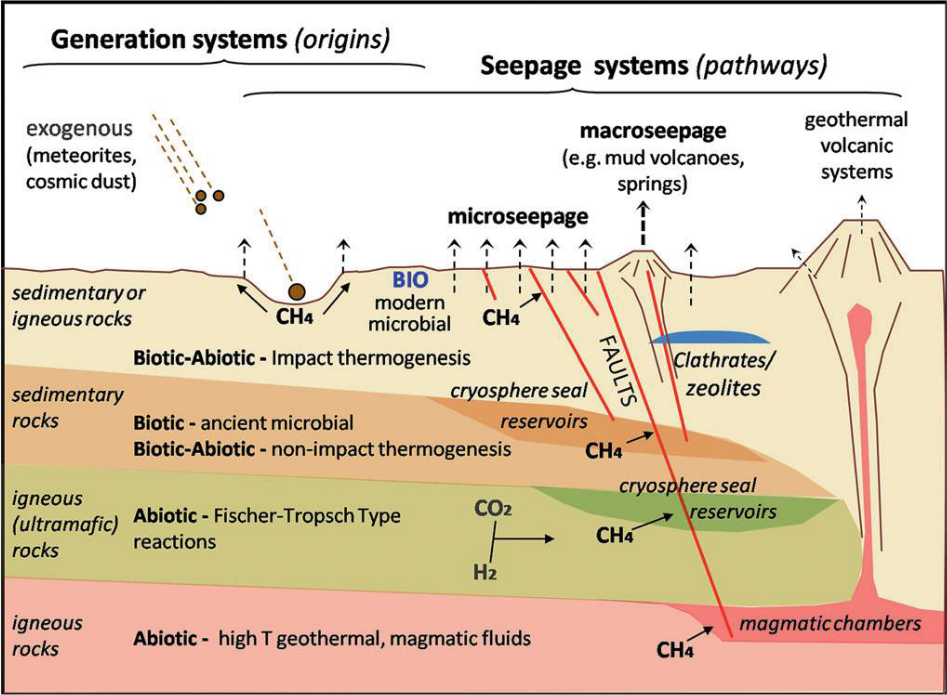 Generation systems (origins)
Seepage systems (pathways)
exogenous
(meteorites,
cosmic dust)
macroseepage
(e.g. mud volcanoes,
springs)
geothermal
volcanic
systems
microseepage
sedimentary or
igneous rocks
CH4
BIO
modern
microbial
CH4
FAULTS
Clathrates/
zeolites
Biotic-Abiotic - Impact thermogenesis
sedimentary
rocks
cryosphere seal
reservoirs
Biotic - ancient microbial
Biotic-Abiotic - non-impact thermogenesis
CH4
igneous
(ultramafic)
rocks
Abiotic - Fischer-Tropsch Type
reactions
CO2
H2
cryosphere seal
reservoirs
CH4
igneous
rocks
Abiotic - high T geothermal, magmatic fluids
CH4
magmatic chambers